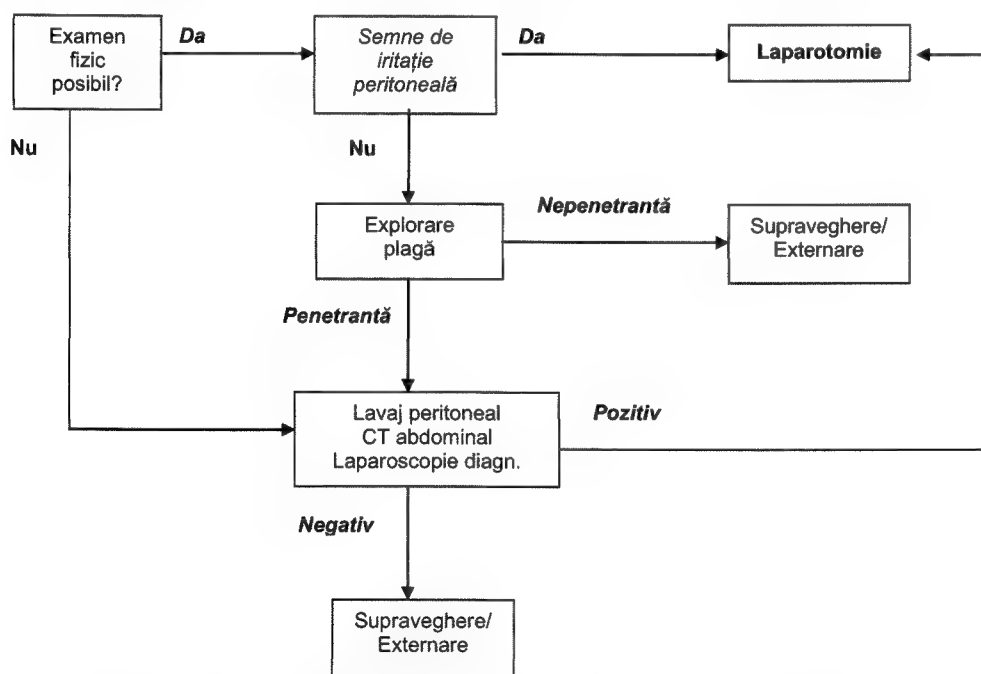 Examen
fizic
posibil?
Da
Semne de
iritație
peritoneală
Da
Laparotomie
Nu
Nu
Explorare
plagă
Nepenetrantă
Supraveghere/
Externare
Penetrantă
Lavaj peritoneal
CT abdominal
Laparoscopie diagn.
Pozitiv
Negativ
Supraveghere/
Externare